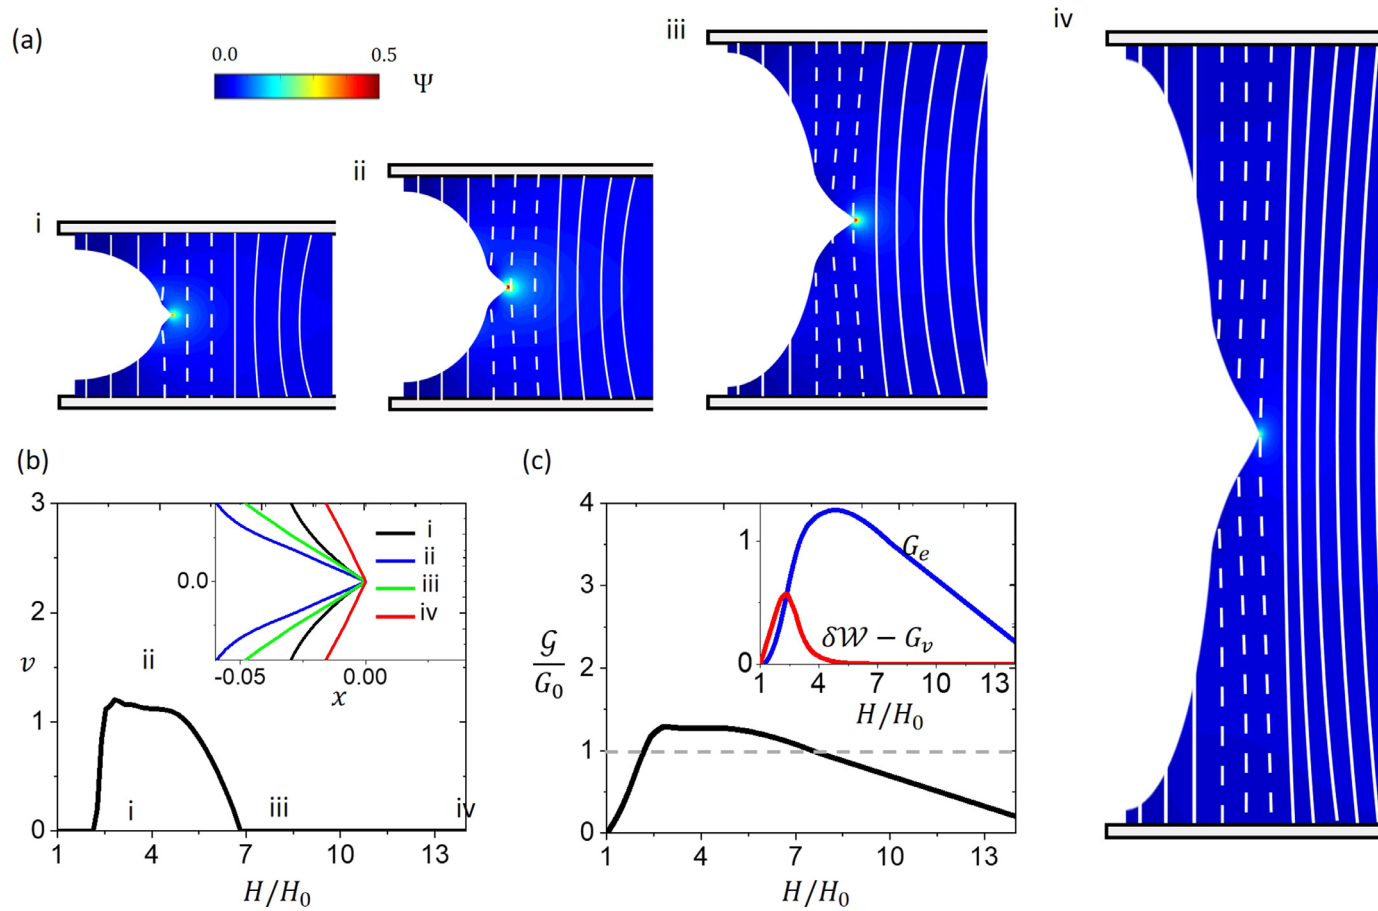 (a)
0.0 0.5
Ψ
i
ii
iii
iv
(b)
3
2
1
0
v
ii
i
iii
iv
1 4 7 10 13
H/H₀
0.0
-0.05 0.00
x
i
ii
iii
iv
(c)
4
3
2
1
0
𝒢
G₀
1 4 7 10 13
H/H₀
1
0
Gₑ
δ𝒲 − Gᵥ
1 4 7 10 13
H/H₀